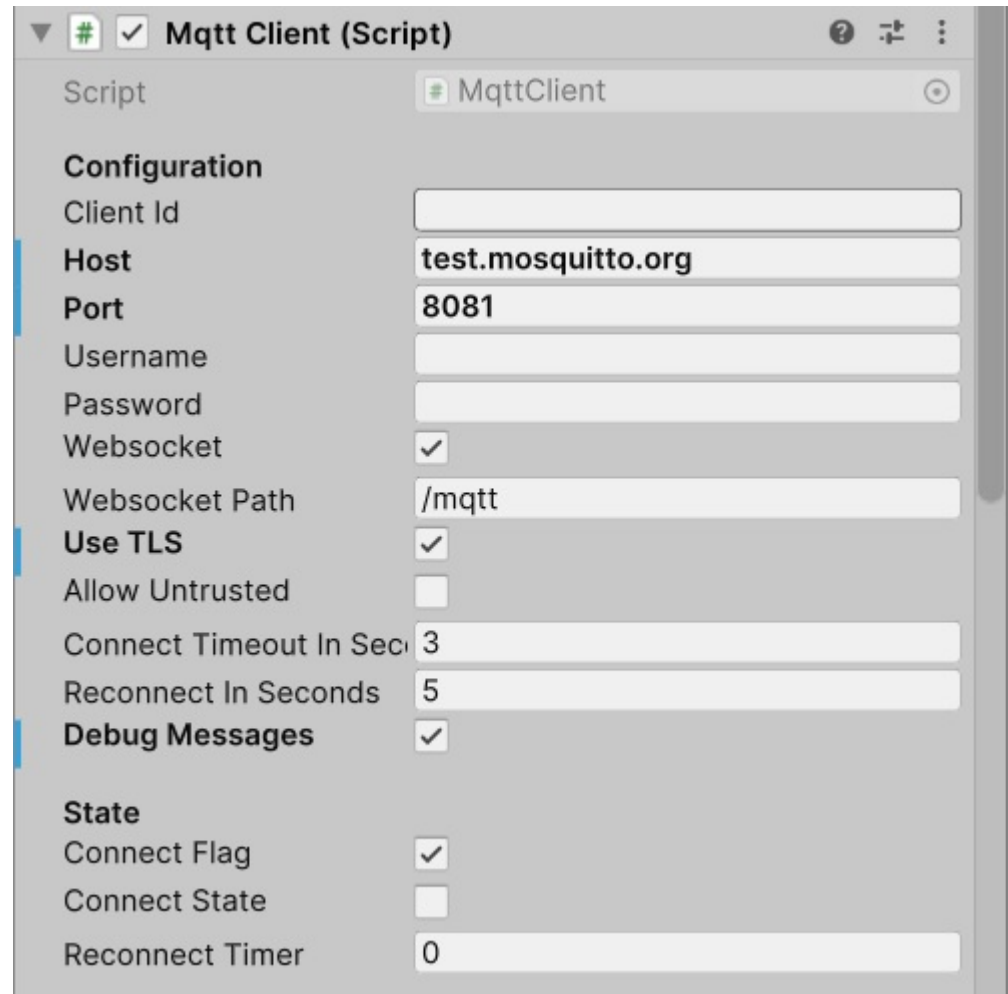 Mqtt Client (Script)
Script MqttClient
Configuration
Client Id
Host test.mosquitto.org
Port 8081
Username
Password
Websocket
Websocket Path /mqtt
Use TLS
Allow Untrusted
Connect Timeout In Sec 3
Reconnect In Seconds 5
Debug Messages
State
Connect Flag
Connect State
Reconnect Timer 0